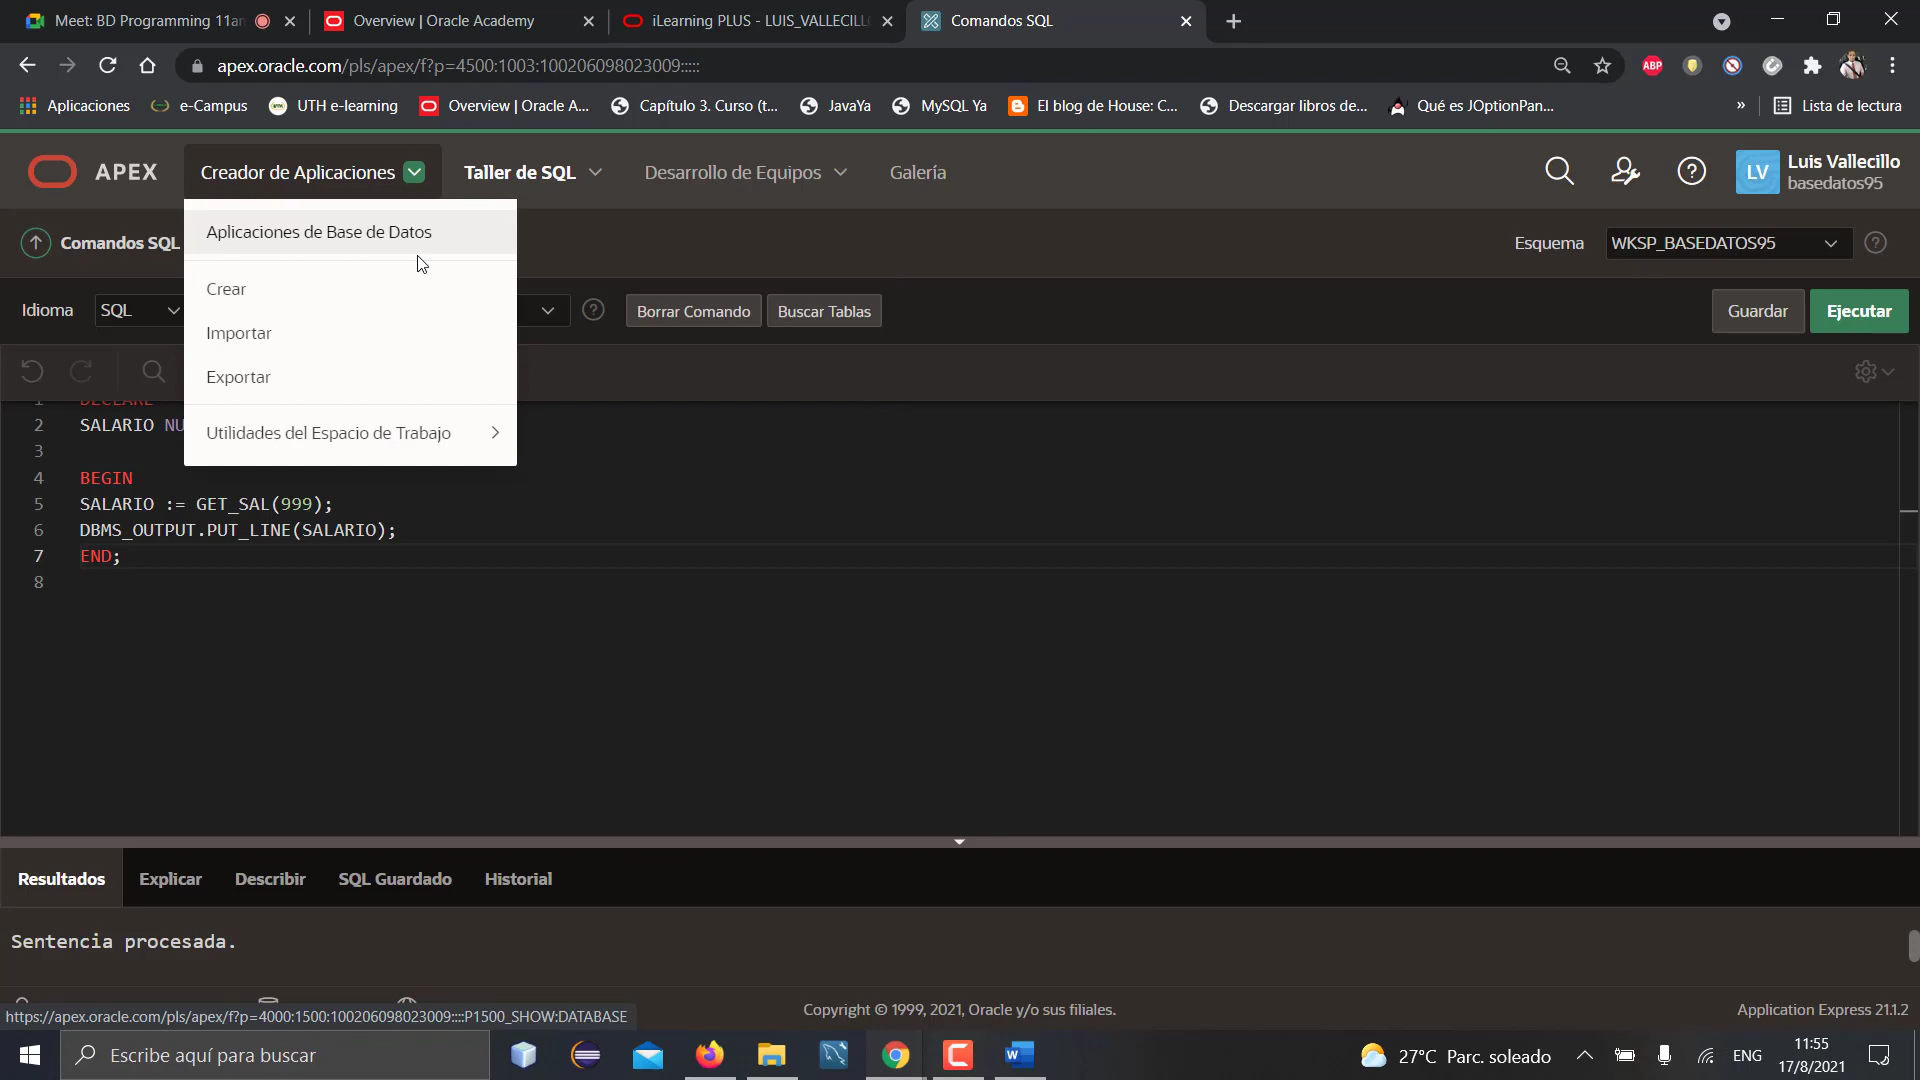 Meet: BD Programming 11am
Overview | Oracle Academy
iLearning PLUS - LUIS_VALLECILL
Comandos SQL
apex.oracle.com/pls/apex/f?p=4500:1003:100206098023009:::::
ABP
Aplicaciones
e-Campus
UTH e-learning
Overview | Oracle A...
Capítulo 3. Curso (t...
JavaYa
MySQL Ya
El blog de House: C...
Descargar libros de...
Qué es JOptionPan...
»
Lista de lectura
APEX
Creador de Aplicaciones
Taller de SQL
Desarrollo de Equipos
Galería
LV
Luis Vallecillo
basedatos95
Comandos SQL
Aplicaciones de Base de Datos
Crear
Importar
Exportar
Utilidades del Espacio de Trabajo
Esquema
WKSP_BASEDATOS95
Idioma
SQL
Borrar Comando
Buscar Tablas
Guardar
Ejecutar
1 DECLARE
2 SALARIO NU
3
4 BEGIN
5 SALARIO := GET_SAL(999);
6 DBMS_OUTPUT.PUT_LINE(SALARIO);
7 END;
8
Resultados
Explicar
Describir
SQL Guardado
Historial
Sentencia procesada.
https://apex.oracle.com/pls/apex/f?p=4000:1500:100206098023009::::P1500_SHOW:DATABASE
Copyright © 1999, 2021, Oracle y/o sus filiales.
Application Express 21.1.2
Escribe aquí para buscar
27°C Parc. soleado
ENG
11:55
17/8/2021